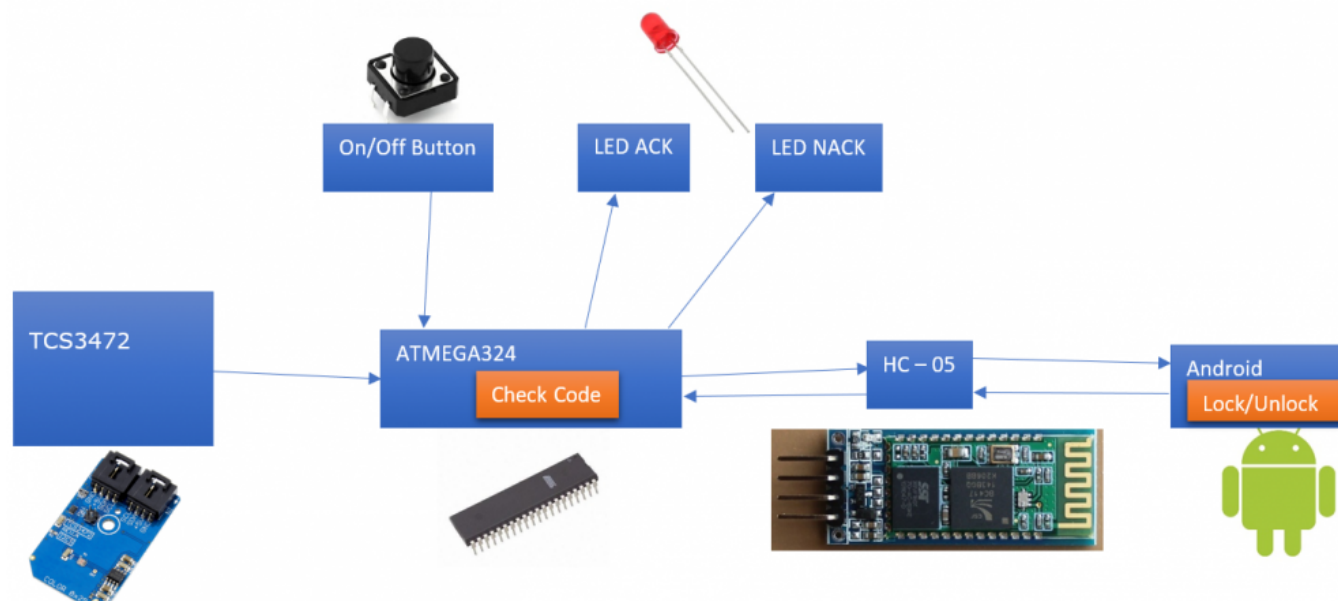 On/Off Button
LED ACK
LED NACK
TCS3472
ATMEGA324
Check Code
HC – 05
Android
Lock/Unlock